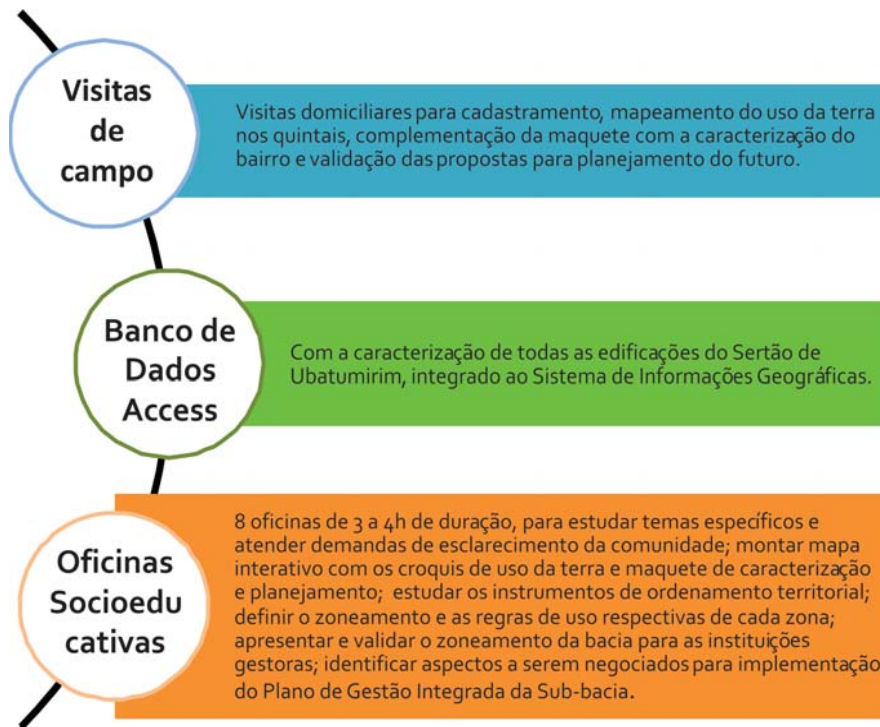 Visitas
de
campo
Visitas domiciliares para cadastramento, mapeamento do uso da terra
nos quintais, complementação da maquete com a caracterização do
bairro e validação das propostas para planejamento do futuro.
Banco de
Dados
Access
Com a caracterização de todas as edificações do Sertão de
Ubatumirim, integrado ao Sistema de Informações Geográficas.
Oficinas
Socioedu
cativas
8 oficinas de 3 a 4h de duração, para estudar temas específicos e
atender demandas de esclarecimento da comunidade; montar mapa
interativo com os croquis de uso da terra e maquete de caracterização
e planejamento; estudar os instrumentos de ordenamento territorial;
definir o zoneamento e as regras de uso respectivas de cada zona;
apresentar e validar o zoneamento da bacia para as instituições
gestoras; identificar aspectos a serem negociados para implementação
do Plano de Gestão Integrada da Sub-bacia.